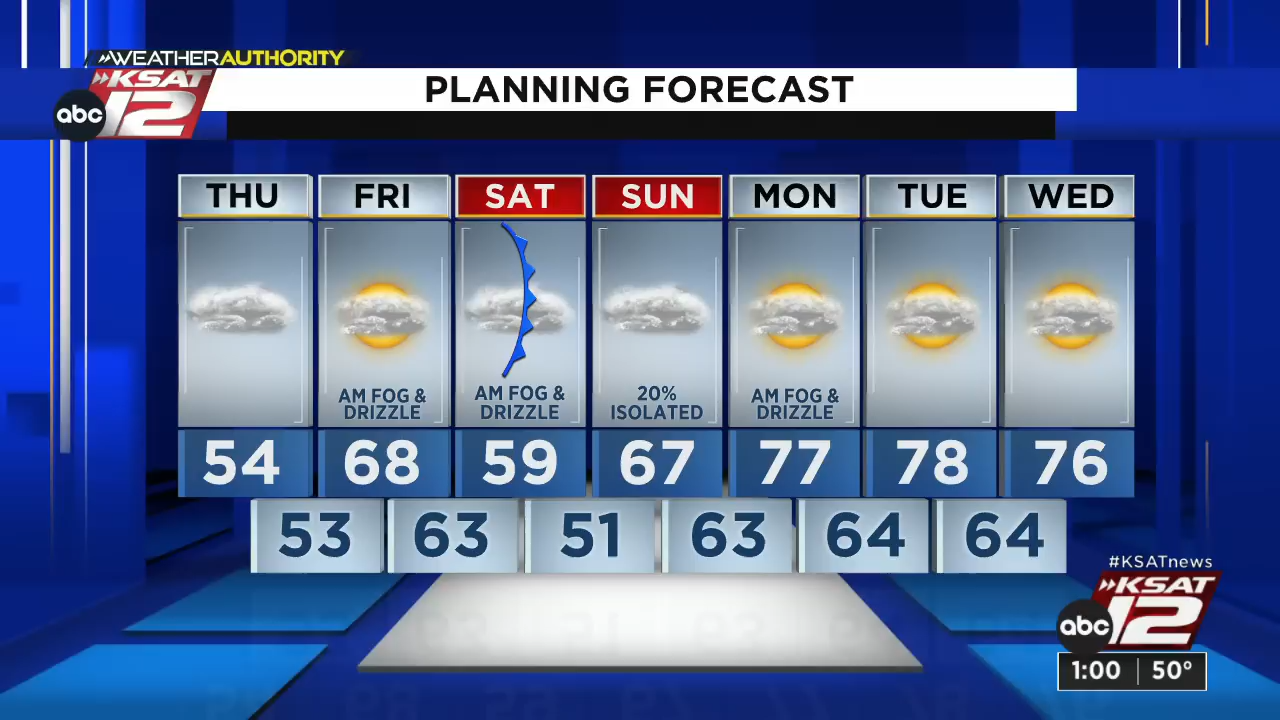 WEATHERAUTHORITY
KSAT
abc 12
PLANNING FORECAST
THU FRI SAT SUN MON TUE WED
AM FOG & DRIZZLE
AM FOG & DRIZZLE
20% ISOLATED
AM FOG & DRIZZLE
54 68 59 67 77 78 76
53 63 51 63 64 64
#KSATnews
KSAT
abc 12
1:00 50°